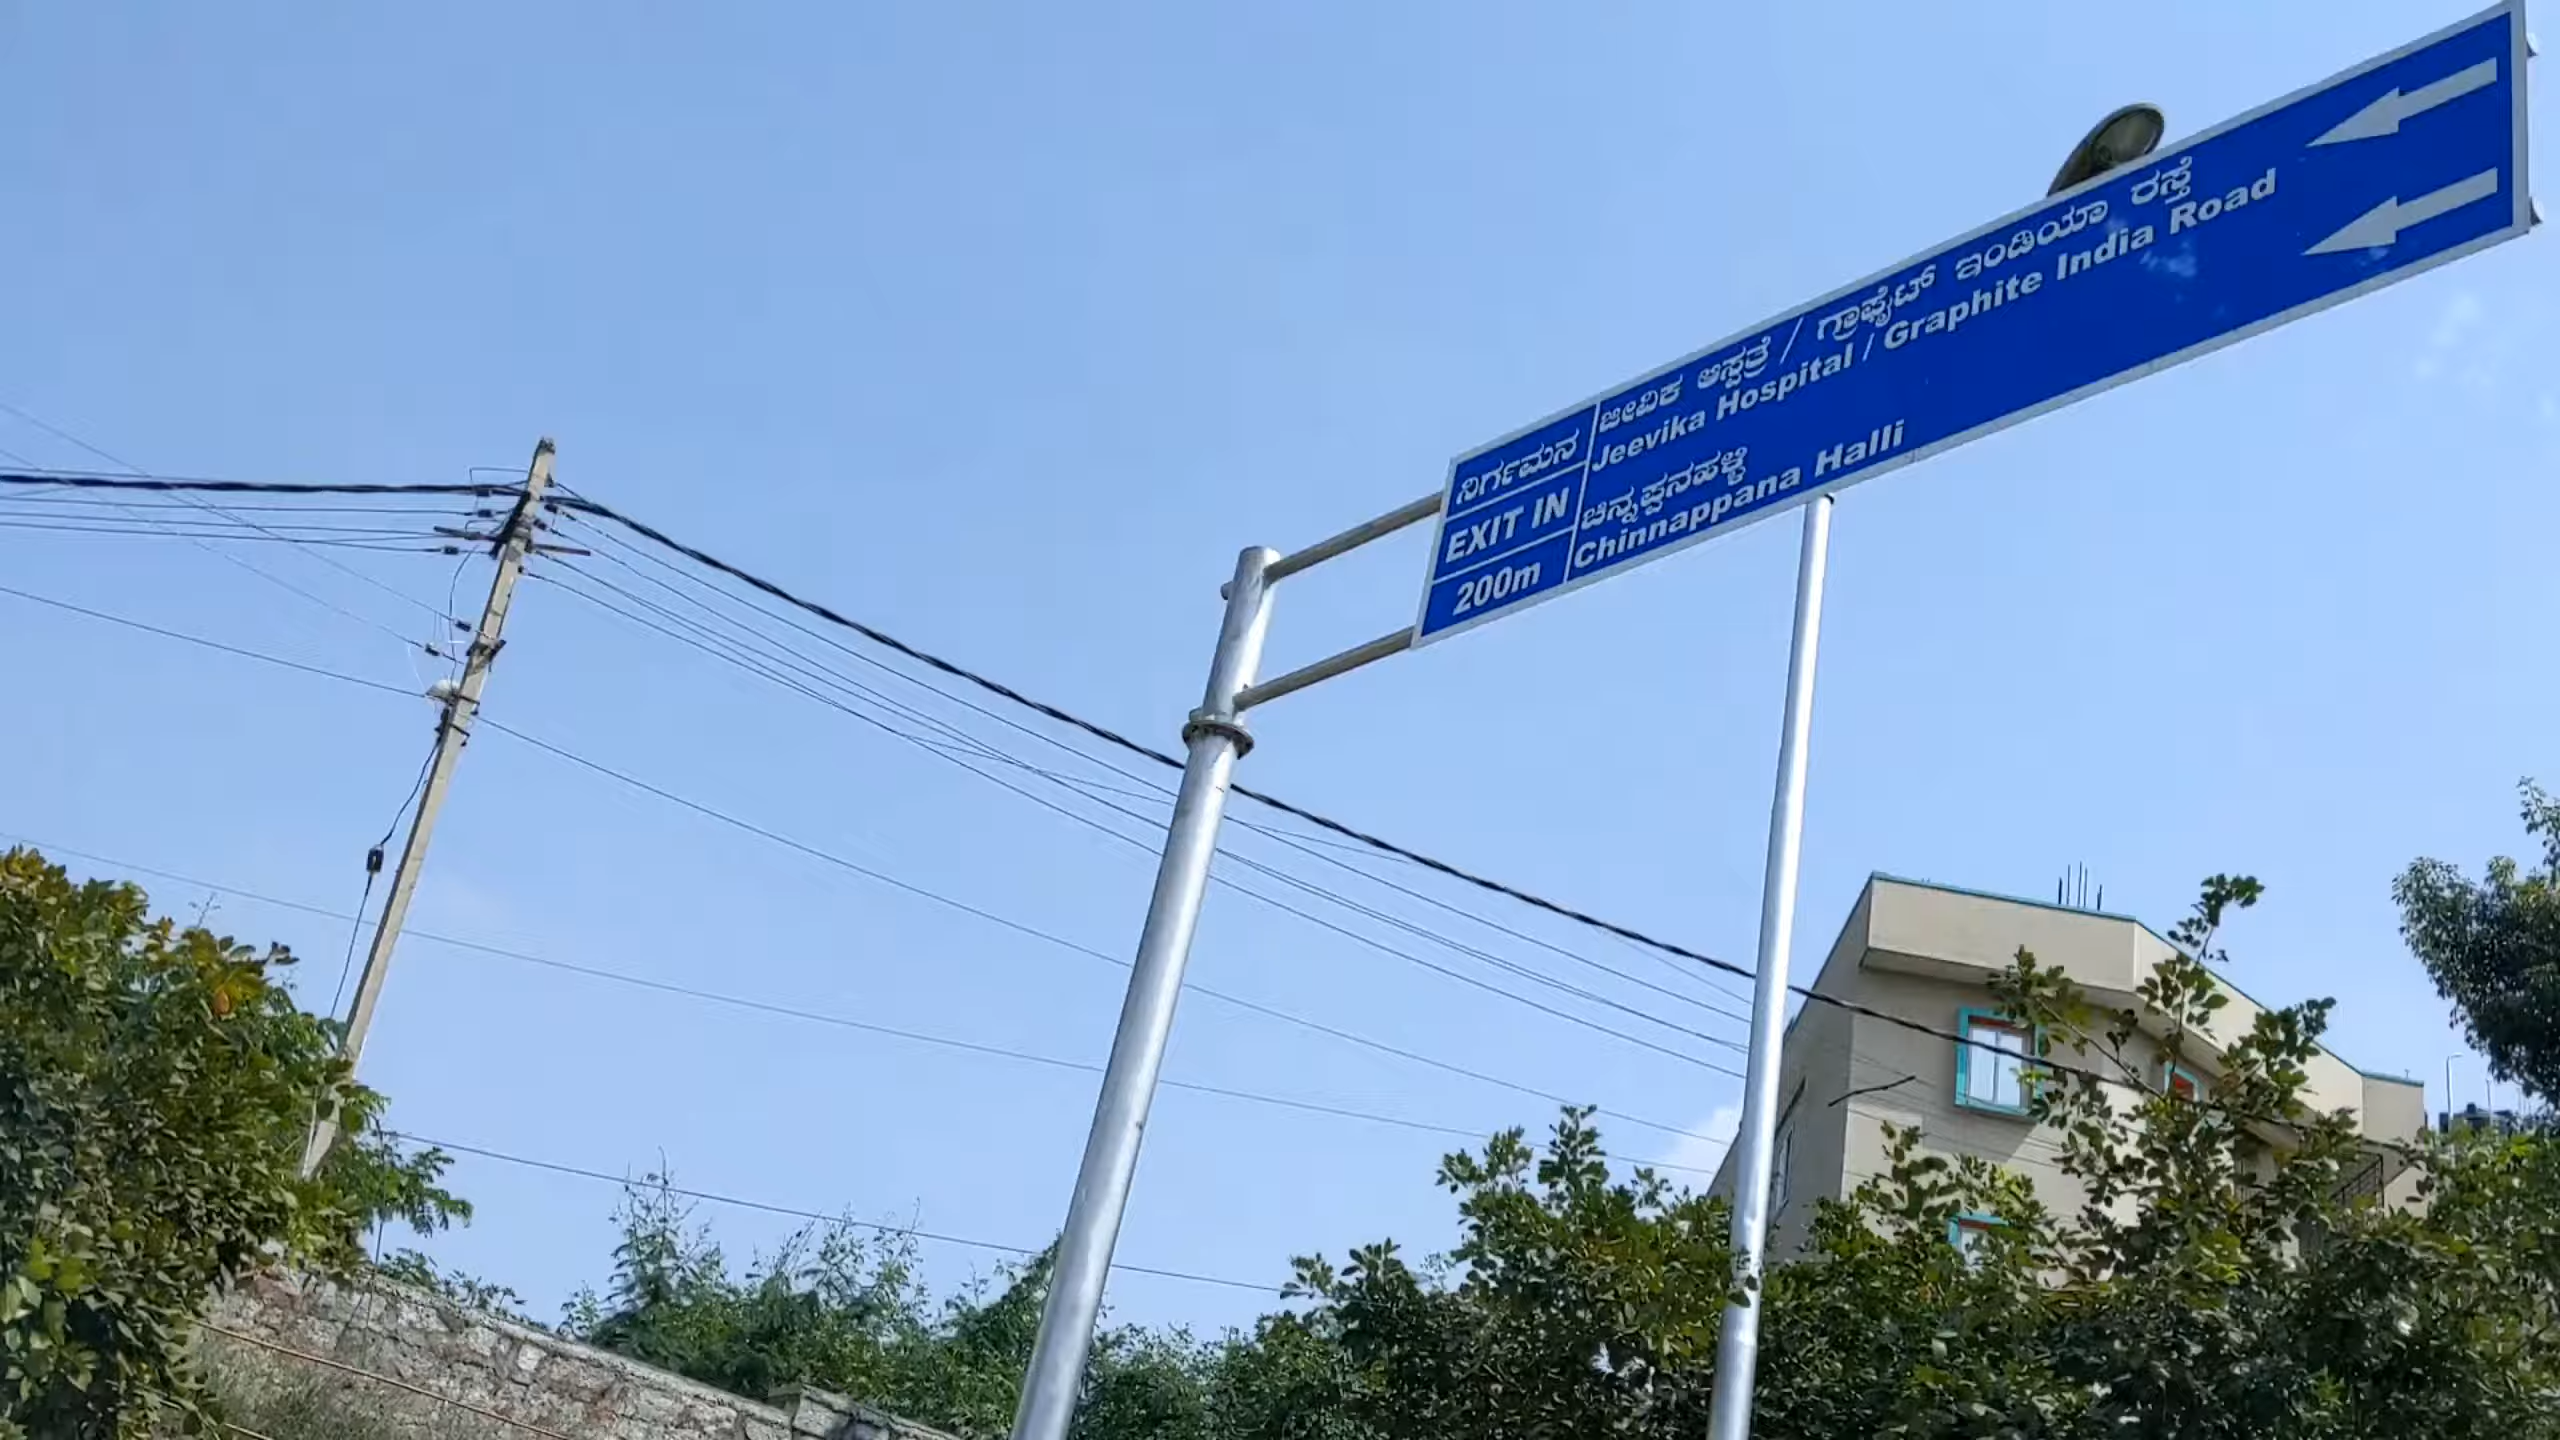 ನಿರ್ಗಮನ
EXIT IN
200m
ಜೀವಿಕ ಆಸ್ಪತ್ರೆ / ಗ್ರಾಫೈಟ್ ಇಂಡಿಯಾ ರಸ್ತೆ
Jeevika Hospital / Graphite India Road
ಚಿನ್ನಪ್ಪನಹಳ್ಳಿ
Chinnappana Halli